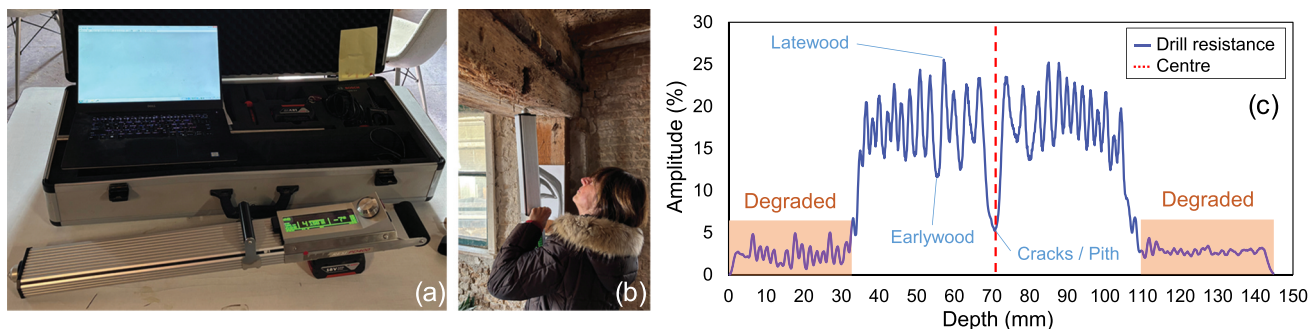 (a)
(b)
Amplitude (%)
30
25
20
15
10
5
0
Latewood
Degraded
Earlywood
Cracks / Pith
Degraded
Drill resistance
Centre
(c)
0 10 20 30 40 50 60 70 80 90 100 110 120 130 140 150
Depth (mm)